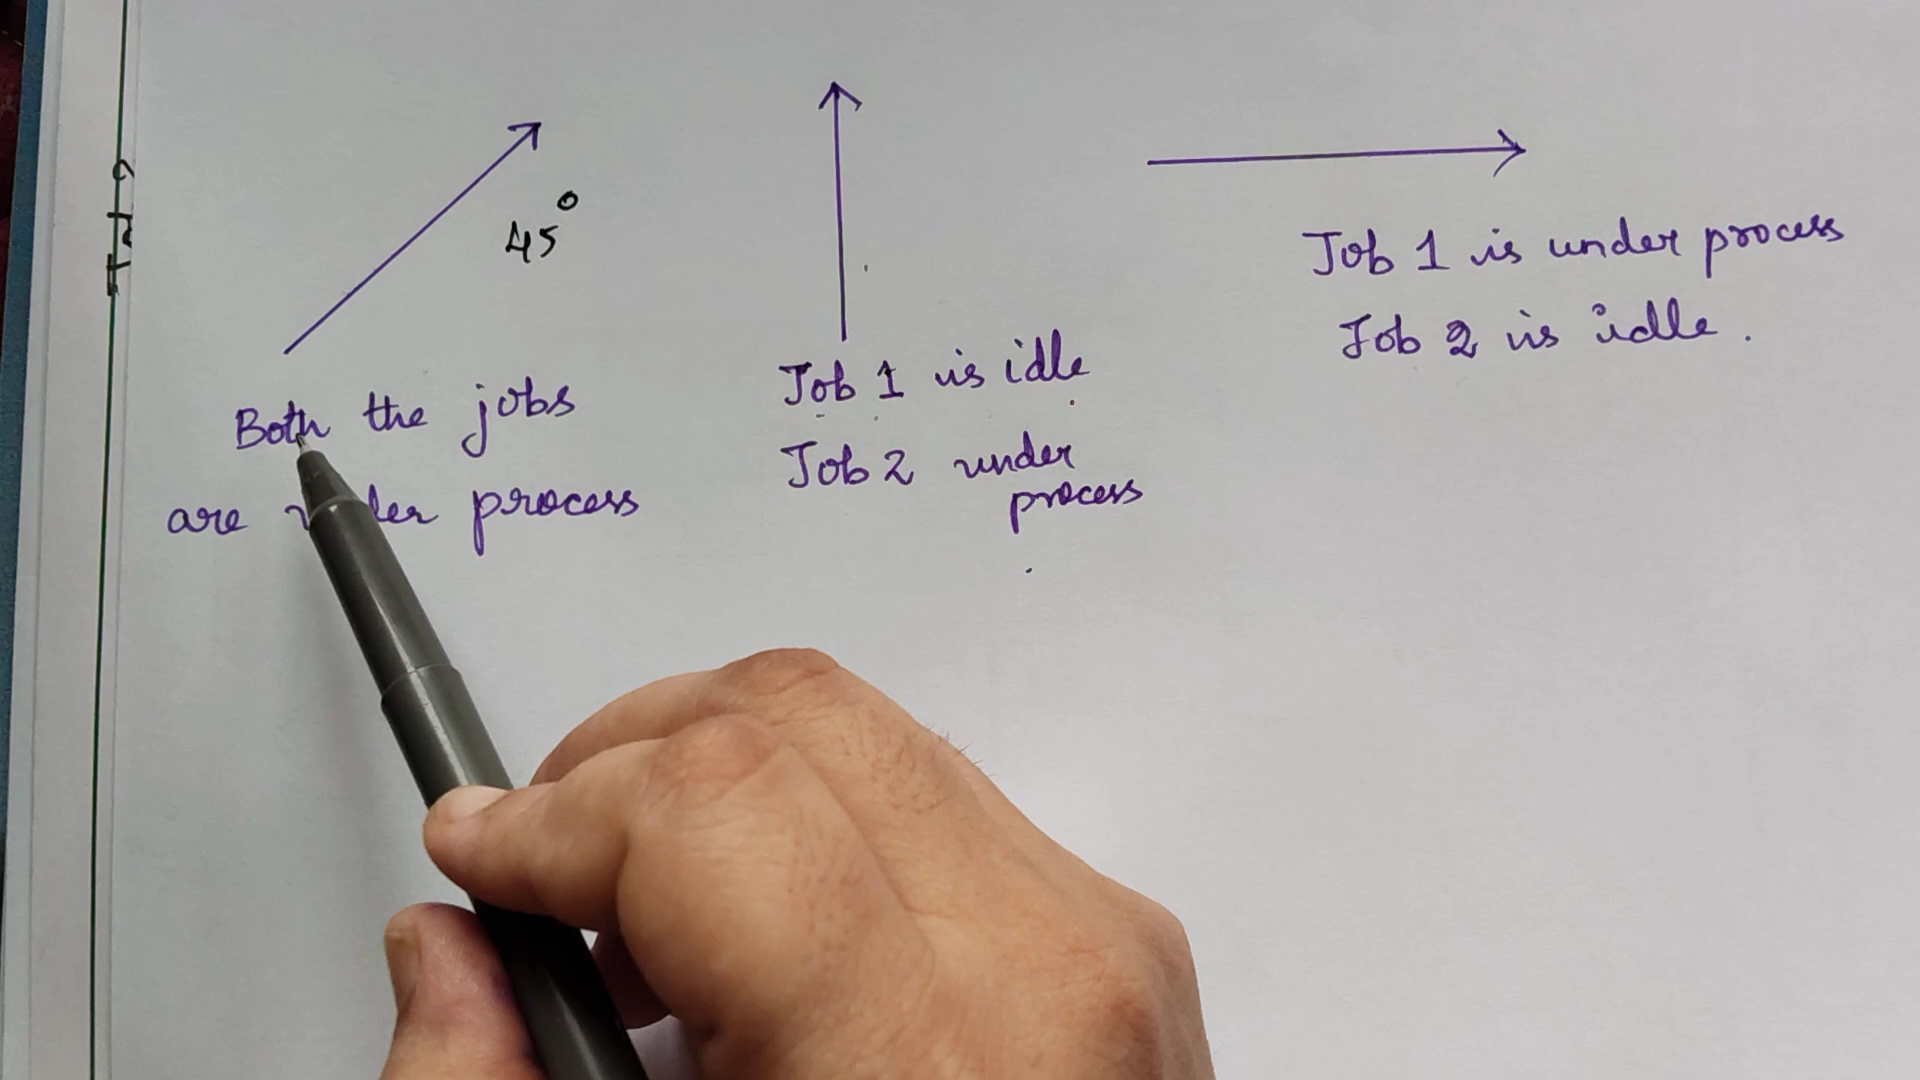 45°
Both the jobs
are under process
Job 1 is idle
Job 2 under
process
Job 1 is under process
Job 2 is idle.